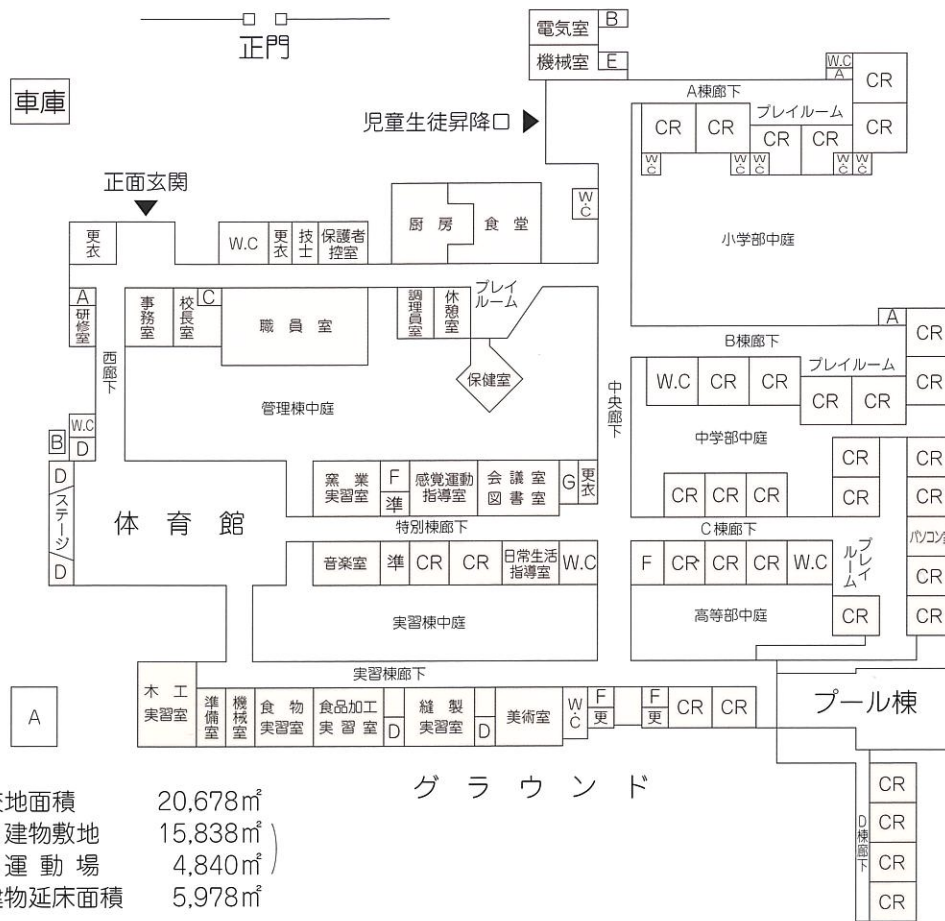 正門
電気室 B
機械室 E
車庫
児童生徒昇降口
A棟廊下
W.C
A
CR
CR CR プレイルーム CR CR CR
W.C W.C W.C W.C W.C
小学部中庭
正面玄関
更衣
W.C 更衣 技士 保護者控室
厨房 食堂
W.C
A
研修室
事務室 校長室 C 職員室
調理員室 休憩室 プレイルーム
保健室
西廊下
管理棟中庭
中央廊下
B棟廊下
A
CR
W.C CR CR プレイルーム CR CR CR
中学部中庭
CR
CR
CR CR CR
CR
CR
W.C
B D
D
ステージ
D
体育館
窯業実習室 F 準 感覚運動指導室 会議室 図書室 G 更衣
特別棟廊下
音楽室 準 CR CR 日常生活指導室 W.C
実習棟中庭
C棟廊下
F CR CR CR W.C プレイルーム
CR
高等部中庭
パソコン
CR
CR
実習棟廊下
A
木工実習室 準備室 機械室 食物実習室 食品加工実習室 D 縫製実習室 D 美術室 W.C F 更 F 更 CR CR
プール棟
グラウンド
D棟廊下
CR
CR
CR
CR
地面積 20,678㎡
建物敷地 15,838㎡
運動場 4,840㎡
物延床面積 5,978㎡